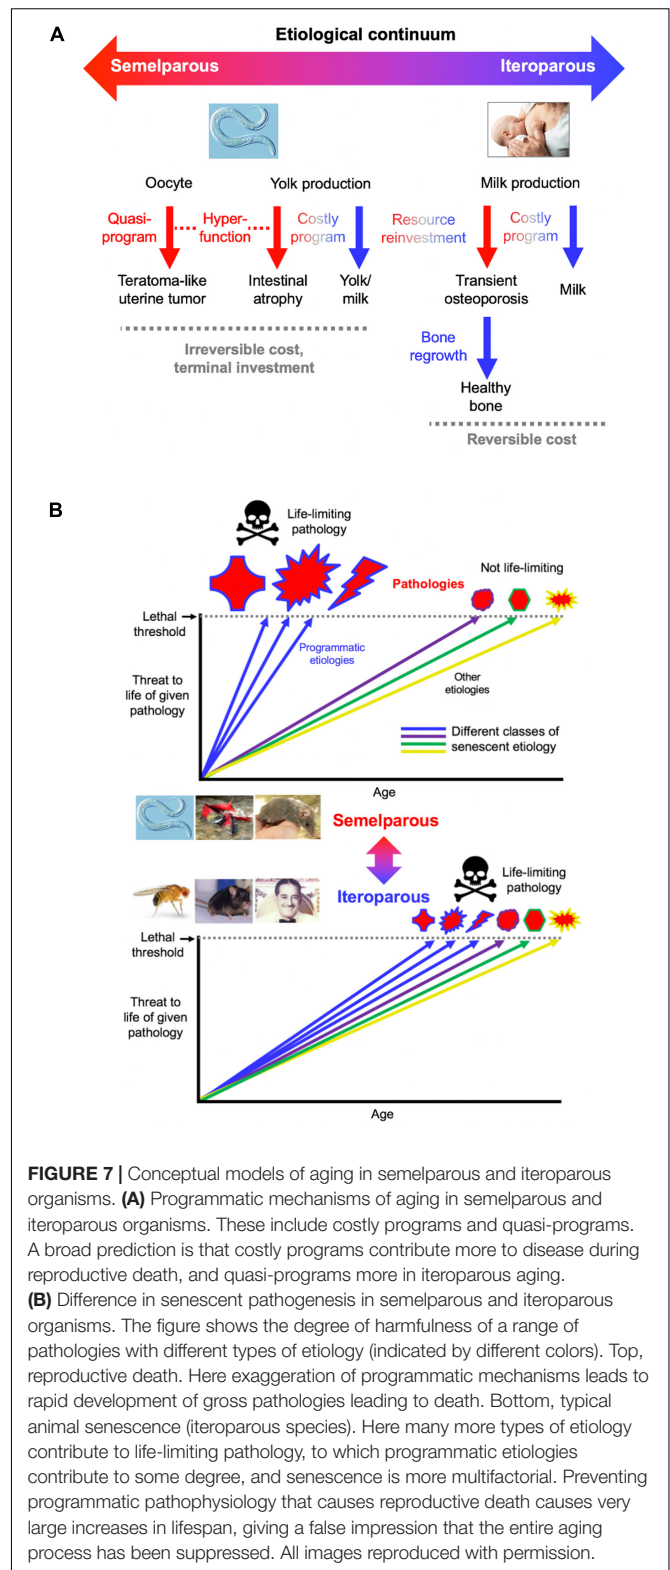 A
Etiological continuum
Semelparous
Iteroparous
Oocyte
Yolk production
Milk production
Quasi-
program
Hyper-
function
Costly
program
Resource
reinvestment
Costly
program
Teratoma-like
uterine tumor
Intestinal
atrophy
Yolk/
milk
Transient
osteoporosis
Milk
Irreversible cost,
terminal investment
Bone
regrowth
Healthy
bone
Reversible cost
B
Life-limiting
pathology
Not life-limiting
Pathologies
Lethal
threshold
Programmatic
etiologies
Threat to
life of given
pathology
Other
etiologies
Different classes of
senescent etiology
Age
Semelparous
Iteroparous
Life-limiting
pathology
Lethal
threshold
Threat to
life of given
pathology
Age
FIGURE 7 | Conceptual models of aging in semelparous and iteroparous
organisms. (A) Programmatic mechanisms of aging in semelparous and
iteroparous organisms. These include costly programs and quasi-programs.
A broad prediction is that costly programs contribute more to disease during
reproductive death, and quasi-programs more in iteroparous aging.
(B) Difference in senescent pathogenesis in semelparous and iteroparous
organisms. The figure shows the degree of harmfulness of a range of
pathologies with different types of etiology (indicated by different colors). Top,
reproductive death. Here exaggeration of programmatic mechanisms leads to
rapid development of gross pathologies leading to death. Bottom, typical
animal senescence (iteroparous species). Here many more types of etiology
contribute to life-limiting pathology, to which programmatic etiologies
contribute to some degree, and senescence is more multifactorial. Preventing
programmatic pathophysiology that causes reproductive death causes very
large increases in lifespan, giving a false impression that the entire aging
process has been suppressed. All images reproduced with permission.